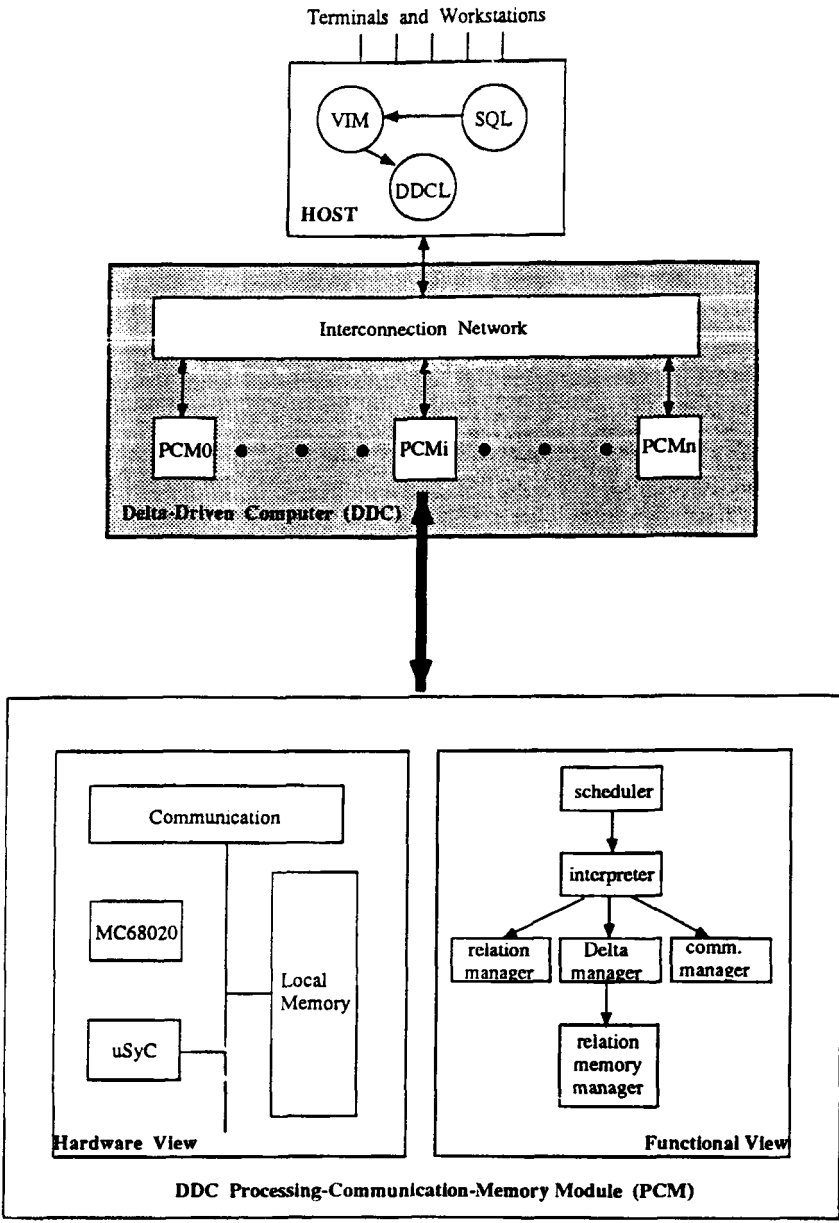 Terminals and Workstations
VIM
SQL
DDCL
HOST
Interconnection Network
PCM0
PCMi
PCMn
Delta-Driven Computer (DDC)
Communication
MC68020
Local
Memory
uSyC
Hardware View
scheduler
interpreter
relation
manager
Delta
manager
comm.
manager
relation
memory
manager
Functional View
DDC Processing-Communication-Memory Module (PCM)